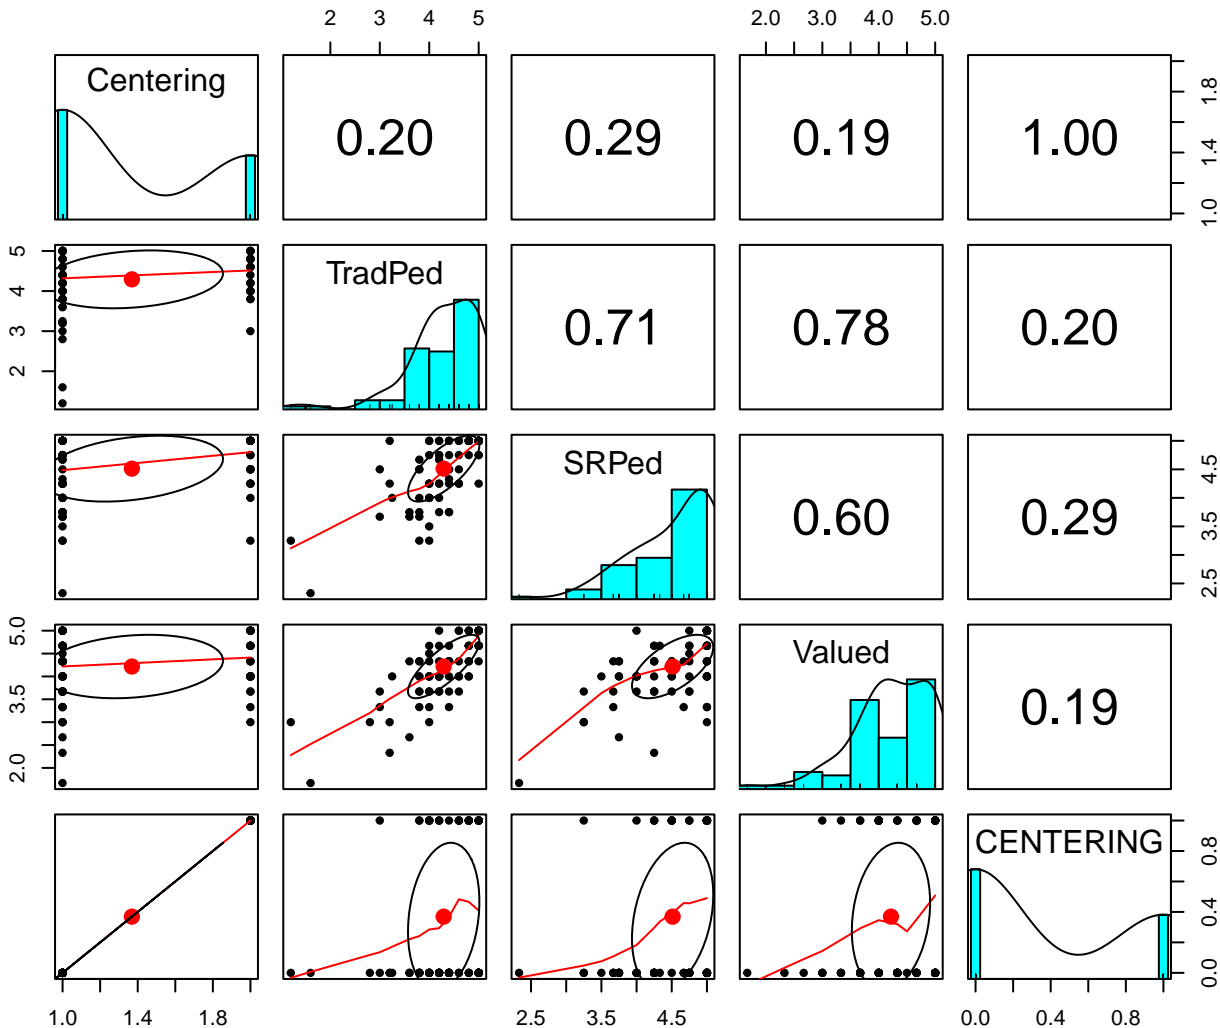 2 3 4 5 2.0 3.0 4.0 5.0
Centering 0.20 0.29 0.19 1.00 1.0 1.4 1.8
2 3 4 5 TradPed 0.71 0.78 0.20
SRPed 0.60 0.29 2.5 3.5 4.5
2.0 3.5 5.0 Valued 0.19
CENTERING 0.0 0.4 0.8
1.0 1.4 1.8 2.5 3.5 4.5 0.0 0.4 0.8